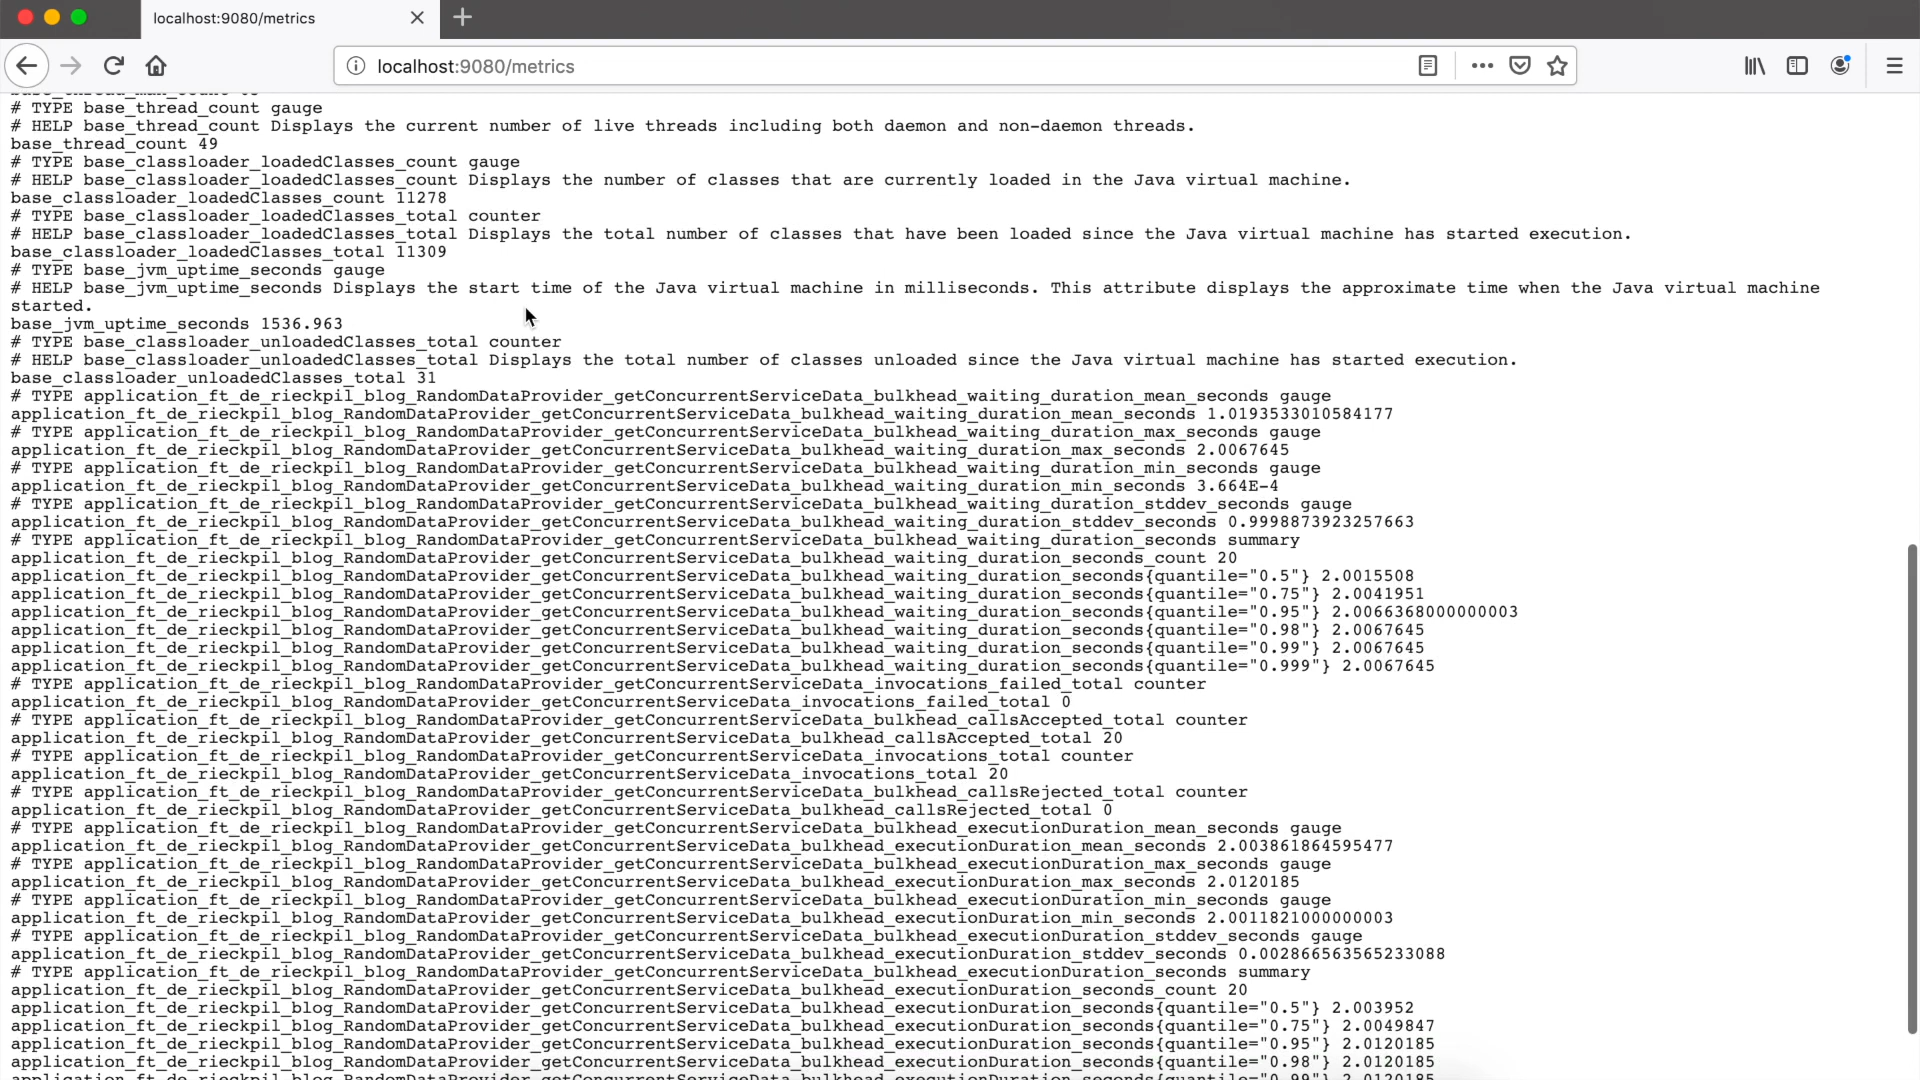 localhost:9080/metrics
localhost:9080/metrics
# TYPE base_thread_count gauge
# HELP base_thread_count Displays the current number of live threads including both daemon and non-daemon threads.
base_thread_count 49
# TYPE base_classloader_loadedClasses_count gauge
# HELP base_classloader_loadedClasses_count Displays the number of classes that are currently loaded in the Java virtual machine.
base_classloader_loadedClasses_count 11278
# TYPE base_classloader_loadedClasses_total counter
# HELP base_classloader_loadedClasses_total Displays the total number of classes that have been loaded since the Java virtual machine has started execution.
base_classloader_loadedClasses_total 11309
# TYPE base_jvm_uptime_seconds gauge
# HELP base_jvm_uptime_seconds Displays the start time of the Java virtual machine in milliseconds. This attribute displays the approximate time when the Java virtual machine
started.
base_jvm_uptime_seconds 1536.963
# TYPE base_classloader_unloadedClasses_total counter
# HELP base_classloader_unloadedClasses_total Displays the total number of classes unloaded since the Java virtual machine has started execution.
base_classloader_unloadedClasses_total 31
# TYPE application_ft_de_rieckpil_blog_RandomDataProvider_getConcurrentServiceData_bulkhead_waiting_duration_mean_seconds gauge
application_ft_de_rieckpil_blog_RandomDataProvider_getConcurrentServiceData_bulkhead_waiting_duration_mean_seconds 1.0193533010584177
# TYPE application_ft_de_rieckpil_blog_RandomDataProvider_getConcurrentServiceData_bulkhead_waiting_duration_max_seconds gauge
application_ft_de_rieckpil_blog_RandomDataProvider_getConcurrentServiceData_bulkhead_waiting_duration_max_seconds 2.0067645
# TYPE application_ft_de_rieckpil_blog_RandomDataProvider_getConcurrentServiceData_bulkhead_waiting_duration_min_seconds gauge
application_ft_de_rieckpil_blog_RandomDataProvider_getConcurrentServiceData_bulkhead_waiting_duration_min_seconds 3.664E-4
# TYPE application_ft_de_rieckpil_blog_RandomDataProvider_getConcurrentServiceData_bulkhead_waiting_duration_stddev_seconds gauge
application_ft_de_rieckpil_blog_RandomDataProvider_getConcurrentServiceData_bulkhead_waiting_duration_stddev_seconds 0.9998873923257663
# TYPE application_ft_de_rieckpil_blog_RandomDataProvider_getConcurrentServiceData_bulkhead_waiting_duration_seconds summary
application_ft_de_rieckpil_blog_RandomDataProvider_getConcurrentServiceData_bulkhead_waiting_duration_seconds_count 20
application_ft_de_rieckpil_blog_RandomDataProvider_getConcurrentServiceData_bulkhead_waiting_duration_seconds{quantile="0.5"} 2.0015508
application_ft_de_rieckpil_blog_RandomDataProvider_getConcurrentServiceData_bulkhead_waiting_duration_seconds{quantile="0.75"} 2.0041951
application_ft_de_rieckpil_blog_RandomDataProvider_getConcurrentServiceData_bulkhead_waiting_duration_seconds{quantile="0.95"} 2.0066368000000003
application_ft_de_rieckpil_blog_RandomDataProvider_getConcurrentServiceData_bulkhead_waiting_duration_seconds{quantile="0.98"} 2.0067645
application_ft_de_rieckpil_blog_RandomDataProvider_getConcurrentServiceData_bulkhead_waiting_duration_seconds{quantile="0.99"} 2.0067645
application_ft_de_rieckpil_blog_RandomDataProvider_getConcurrentServiceData_bulkhead_waiting_duration_seconds{quantile="0.999"} 2.0067645
# TYPE application_ft_de_rieckpil_blog_RandomDataProvider_getConcurrentServiceData_invocations_failed_total counter
application_ft_de_rieckpil_blog_RandomDataProvider_getConcurrentServiceData_invocations_failed_total 0
# TYPE application_ft_de_rieckpil_blog_RandomDataProvider_getConcurrentServiceData_bulkhead_callsAccepted_total counter
application_ft_de_rieckpil_blog_RandomDataProvider_getConcurrentServiceData_bulkhead_callsAccepted_total 20
# TYPE application_ft_de_rieckpil_blog_RandomDataProvider_getConcurrentServiceData_invocations_total counter
application_ft_de_rieckpil_blog_RandomDataProvider_getConcurrentServiceData_invocations_total 20
# TYPE application_ft_de_rieckpil_blog_RandomDataProvider_getConcurrentServiceData_bulkhead_callsRejected_total counter
application_ft_de_rieckpil_blog_RandomDataProvider_getConcurrentServiceData_bulkhead_callsRejected_total 0
# TYPE application_ft_de_rieckpil_blog_RandomDataProvider_getConcurrentServiceData_bulkhead_executionDuration_mean_seconds gauge
application_ft_de_rieckpil_blog_RandomDataProvider_getConcurrentServiceData_bulkhead_executionDuration_mean_seconds 2.003861864595477
# TYPE application_ft_de_rieckpil_blog_RandomDataProvider_getConcurrentServiceData_bulkhead_executionDuration_max_seconds gauge
application_ft_de_rieckpil_blog_RandomDataProvider_getConcurrentServiceData_bulkhead_executionDuration_max_seconds 2.0120185
# TYPE application_ft_de_rieckpil_blog_RandomDataProvider_getConcurrentServiceData_bulkhead_executionDuration_min_seconds gauge
application_ft_de_rieckpil_blog_RandomDataProvider_getConcurrentServiceData_bulkhead_executionDuration_min_seconds 2.0011821000000003
# TYPE application_ft_de_rieckpil_blog_RandomDataProvider_getConcurrentServiceData_bulkhead_executionDuration_stddev_seconds gauge
application_ft_de_rieckpil_blog_RandomDataProvider_getConcurrentServiceData_bulkhead_executionDuration_stddev_seconds 0.002866563565233088
# TYPE application_ft_de_rieckpil_blog_RandomDataProvider_getConcurrentServiceData_bulkhead_executionDuration_seconds summary
application_ft_de_rieckpil_blog_RandomDataProvider_getConcurrentServiceData_bulkhead_executionDuration_seconds_count 20
application_ft_de_rieckpil_blog_RandomDataProvider_getConcurrentServiceData_bulkhead_executionDuration_seconds{quantile="0.5"} 2.003952
application_ft_de_rieckpil_blog_RandomDataProvider_getConcurrentServiceData_bulkhead_executionDuration_seconds{quantile="0.75"} 2.0049847
application_ft_de_rieckpil_blog_RandomDataProvider_getConcurrentServiceData_bulkhead_executionDuration_seconds{quantile="0.95"} 2.0120185
application_ft_de_rieckpil_blog_RandomDataProvider_getConcurrentServiceData_bulkhead_executionDuration_seconds{quantile="0.98"} 2.0120185
application_ft_de_rieckpil_blog_RandomDataProvider_getConcurrentServiceData_bulkhead_executionDuration_seconds{quantile="0.99"} 2.0120185